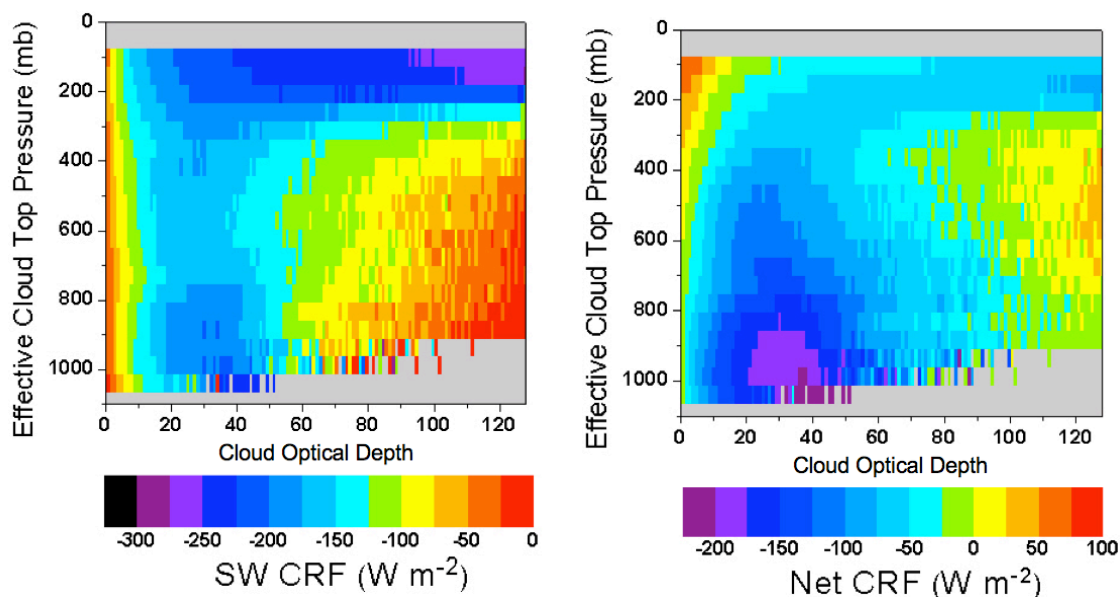 Effective Cloud Top Pressure (mb)
0
200
400
600
800
1000
0 20 40 60 80 100 120
Cloud Optical Depth
-300 -250 -200 -150 -100 -50 0
SW CRF (W m-2)
Effective Cloud Top Pressure (mb)
0
200
400
600
800
1000
0 20 40 60 80 100 120
Cloud Optical Depth
-200 -150 -100 -50 0 50 100
Net CRF (W m-2)